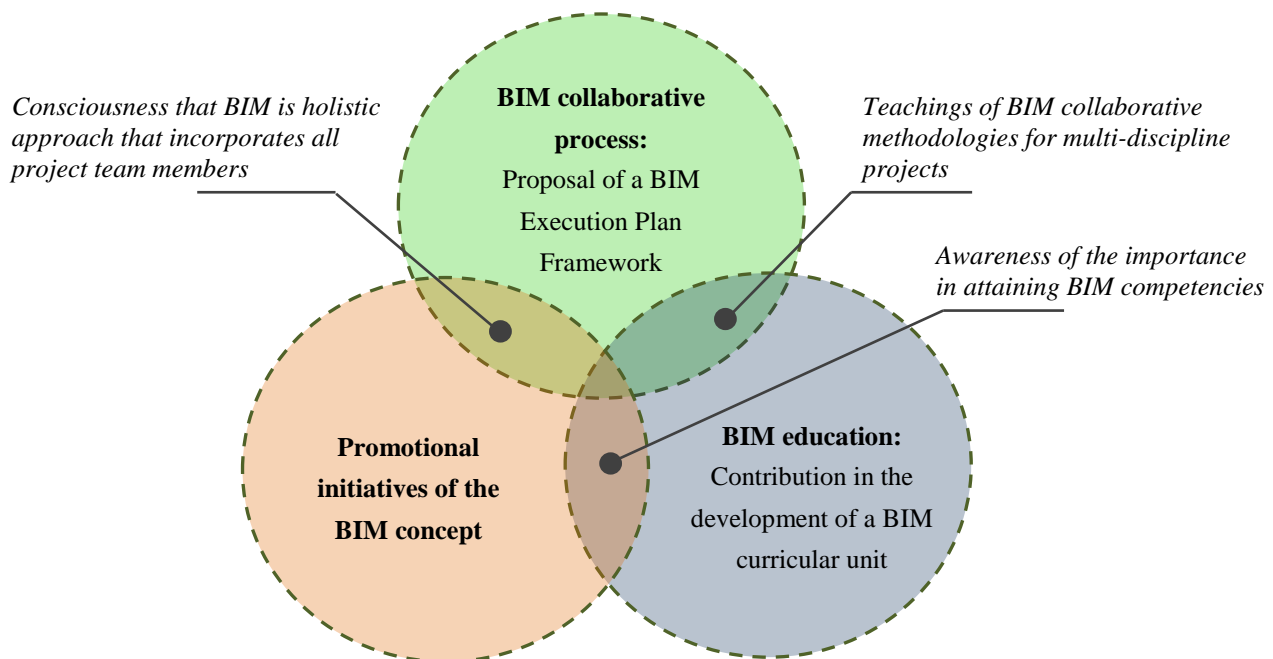 Consciousness that BIM is holistic
approach that incorporates all
project team members
BIM collaborative
process:
Proposal of a BIM
Execution Plan
Framework
Teachings of BIM collaborative
methodologies for multi-discipline
projects
Awareness of the importance
in attaining BIM competencies
Promotional
initiatives of the
BIM concept
BIM education:
Contribution in the
development of a BIM
curricular unit